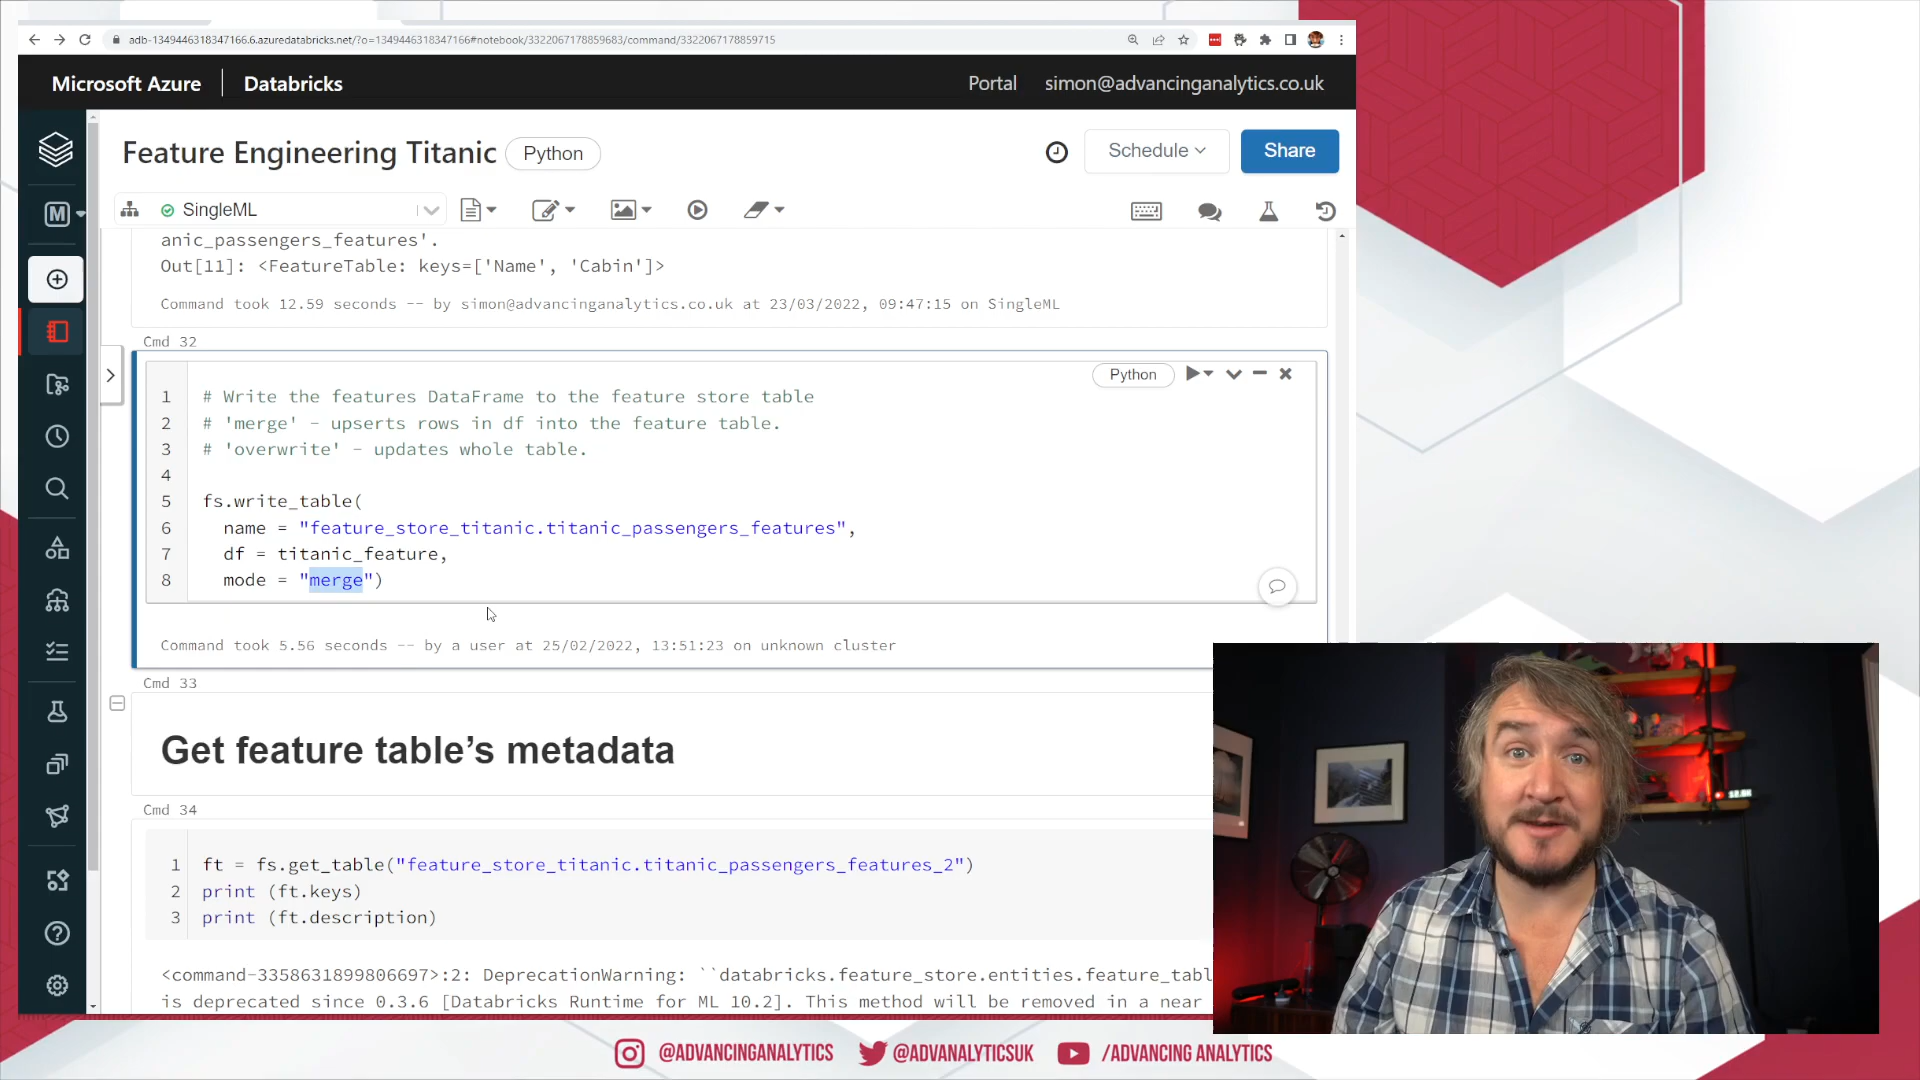 adb-1349446318347166.6.azuredatabricks.net/?o=1349446318347166#notebook/3322067178859683/command/3322067178859715
Microsoft Azure Databricks Portal simon@advancinganalytics.co.uk
Feature Engineering Titanic Python Schedule Share
SingleML
anic_passengers_features'.
Out[11]: <FeatureTable: keys=['Name', 'Cabin']>
Command took 12.59 seconds -- by simon@advancinganalytics.co.uk at 23/03/2022, 09:47:15 on SingleML
Cmd 32
Python
1 # Write the features DataFrame to the feature store table
2 # 'merge' - upserts rows in df into the feature table.
3 # 'overwrite' - updates whole table.
4
5 fs.write_table(
6 name = "feature_store_titanic.titanic_passengers_features",
7 df = titanic_feature,
8 mode = "merge")
Command took 5.56 seconds -- by a user at 25/02/2022, 13:51:23 on unknown cluster
Cmd 33
Get feature table's metadata
Cmd 34
1 ft = fs.get_table("feature_store_titanic.titanic_passengers_features_2")
2 print (ft.keys)
3 print (ft.description)
<command-3358631899806697>:2: DeprecationWarning: ``databricks.feature_store.entities.feature_tabl
is deprecated since 0.3.6 [Databricks Runtime for ML 10.2]. This method will be removed in a near
@ADVANCINGANALYTICS @ADVANALYTICSUK /ADVANCING ANALYTICS